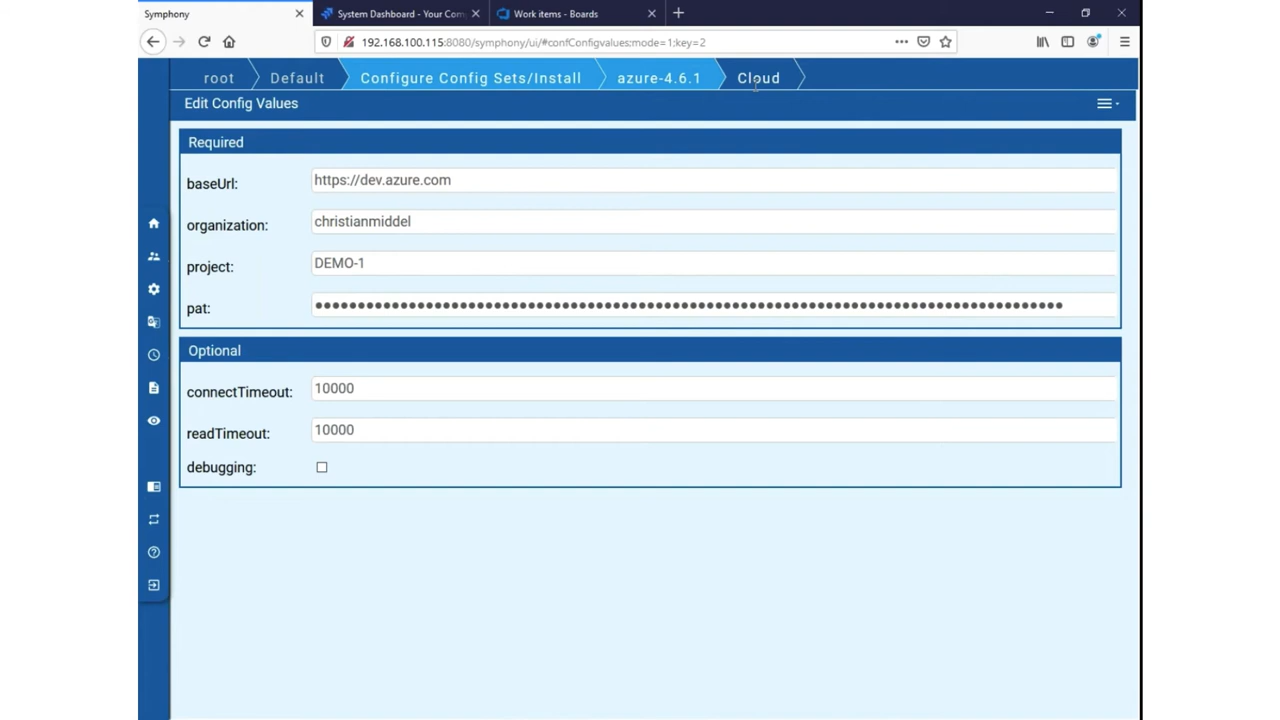 Symphony
System Dashboard - Your Com
Work items - Boards
192.168.100.115:8080/symphony/ui/#confConfigvalues;mode=1;key=2
root
Default
Configure Config Sets/Install
azure-4.6.1
Cloud
Edit Config Values
Required
baseUrl:
https://dev.azure.com
organization:
christianmiddel
project:
DEMO-1
pat:
Optional
connectTimeout:
10000
readTimeout:
10000
debugging: